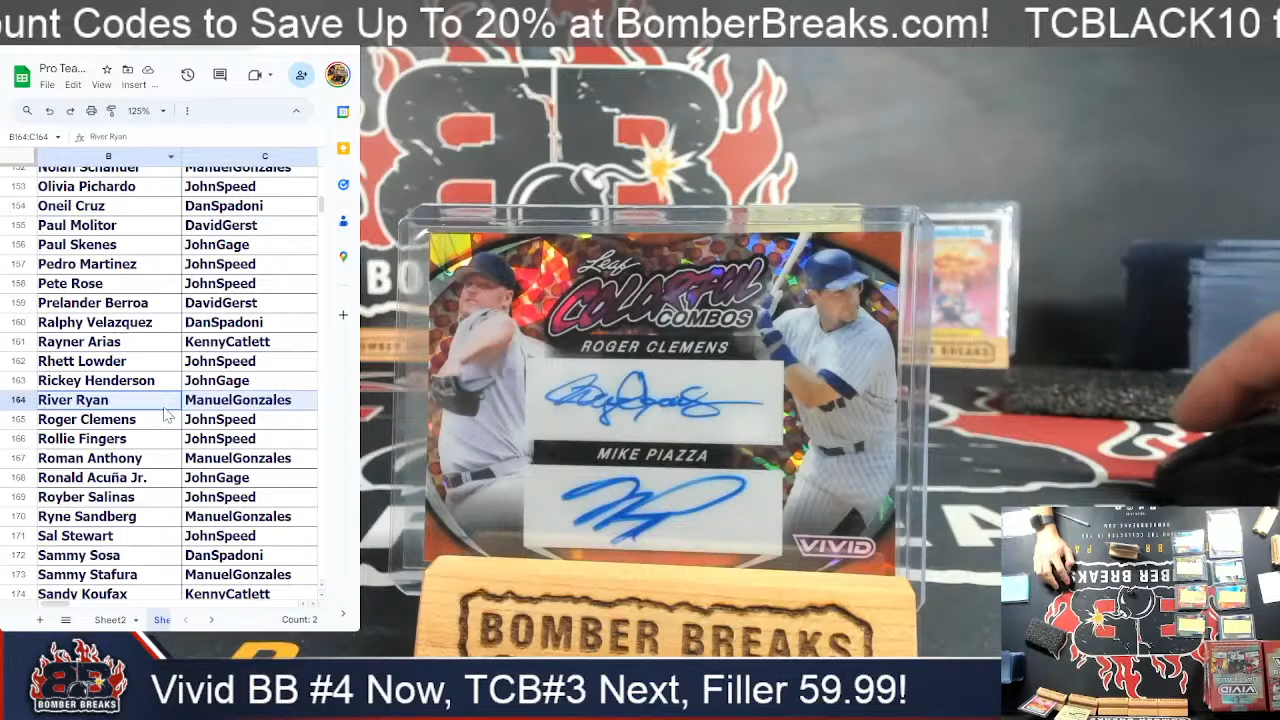 ount Codes to Save Up To 20% at BomberBreaks.com! TCBLACK10 f
Pro Tea...
File Edit View Insert ...
125%
B164:C164 River Ryan
B C
152 Nolan Schanuel ManuelGonzales
153 Olivia Pichardo JohnSpeed
154 Oneil Cruz DanSpadoni
155 Paul Molitor DavidGerst
156 Paul Skenes JohnGage
157 Pedro Martinez JohnSpeed
158 Pete Rose JohnSpeed
159 Prelander Berroa DavidGerst
160 Ralphy Velazquez DanSpadoni
161 Rayner Arias KennyCatlett
162 Rhett Lowder JohnSpeed
163 Rickey Henderson JohnGage
164 River Ryan ManuelGonzales
165 Roger Clemens JohnSpeed
166 Rollie Fingers JohnSpeed
167 Roman Anthony ManuelGonzales
168 Ronald Acuña Jr. JohnGage
169 Royber Salinas JohnSpeed
170 Ryne Sandberg ManuelGonzales
171 Sal Stewart JohnSpeed
172 Sammy Sosa DanSpadoni
173 Sammy Stafura ManuelGonzales
174 Sandy Koufax KennyCatlett
Sheet2 She Count: 2
Leaf
COLORFUL
COMBOS
ROGER CLEMENS
MIKE PIAZZA
VIVID
BOMBER BREAKS
BOMBER BREAKS
Vivid BB #4 Now, TCB#3 Next, Filler 59.99!
BER BREAKS
VIVID